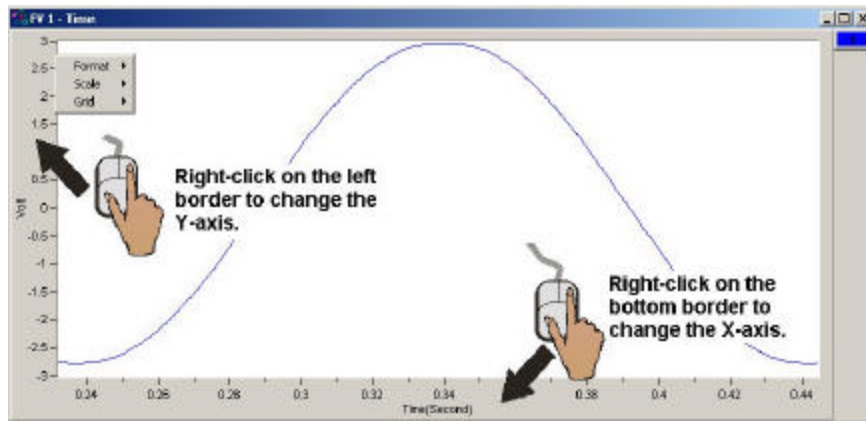 FV 1 - Time
3
2.5
2
1.5
0.5
0
-0.5
-1
-1.5
-2
-2.5
-3
Volt
Format
Scale
Grid
Right-click on the left
border to change the
Y-axis.
Right-click on the
bottom border to
change the X-axis.
0.24
0.26
0.28
0.3
0.32
0.34
0.38
0.4
0.42
0.44
Time(Second)